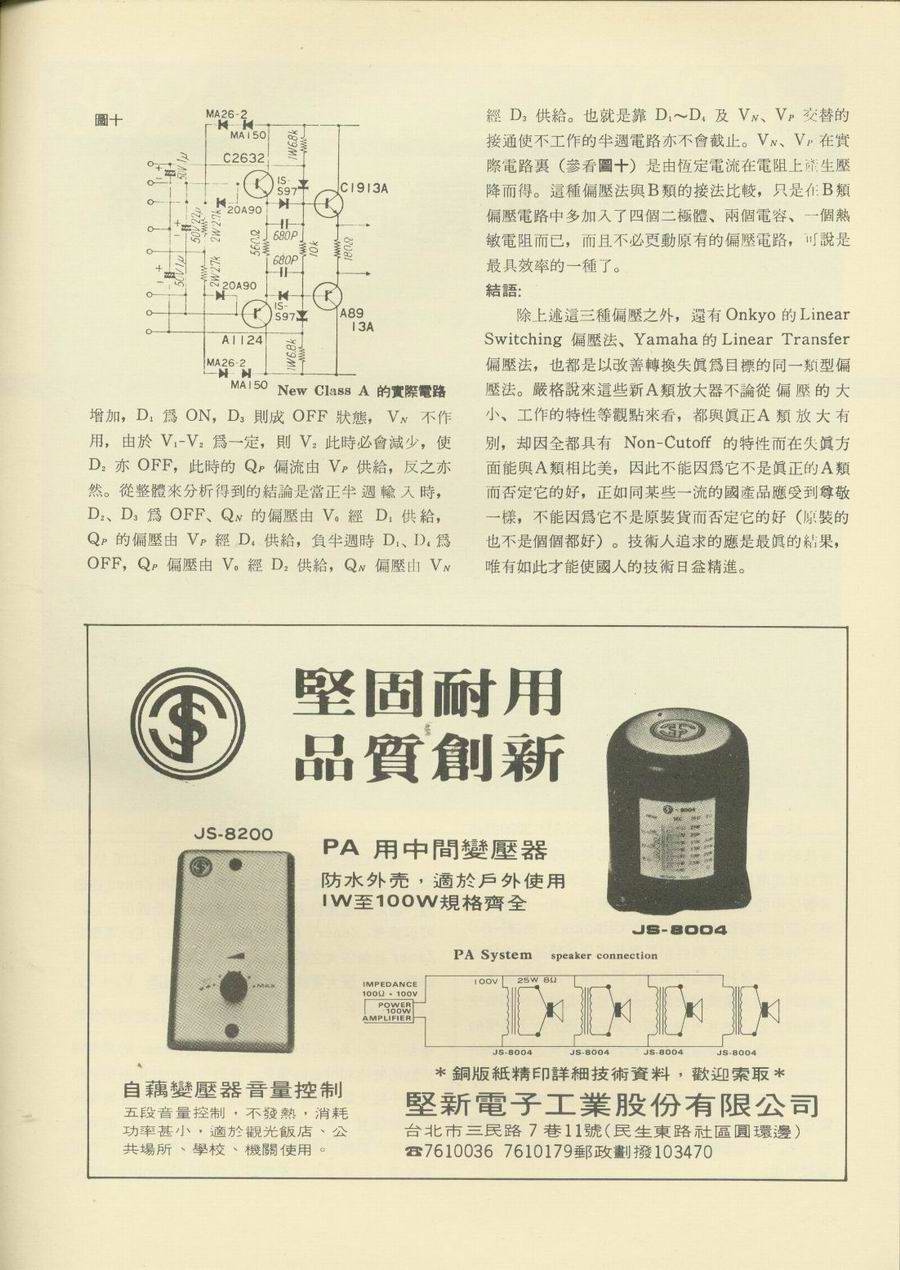 圖十
MA26-2
MA150
C2632
1W6.8k
50V1μ
1S-
S97
C1913A
20A90
50V22μ
2W27k
560Ω
680P
10k
180Ω
680P
50V1μ
2W27k
20A90
1S-
S97
A89
13A
A1124
1W6.8k
MA26-2
MA150
New Class A 的實際電路
增加，D₁ 爲 ON，D₃ 則成 OFF 狀態， V_N 不作
用，由於 V₁-V₂ 爲一定，則 V₂ 此時必會減少，使
D₂ 亦 OFF，此時的 Q_P 偏流由 V_P 供給，反之亦
然。從整體來分析得到的結論是當正半週輸入時，
D₂、D₃ 爲 OFF、Q_N 的偏壓由 V₀ 經 D₁ 供給，
Q_P 的偏壓由 V_P 經 D₄ 供給，負半週時 D₁、D₄ 爲
OFF，Q_P 偏壓由 V₀ 經 D₂ 供給，Q_N 偏壓由 V_N
經 D₃ 供給。也就是靠 D₁～D₄ 及 V_N、V_P 交替的
接通使不工作的半週電路亦不會截止。V_N、V_P 在實
際電路裏（參看圖十）是由恆定電流在電阻上產生壓
降而得。這種偏壓法與B類的接法比較，只是在B類
偏壓電路中多加入了四個二極體、兩個電容、一個熱
敏電阻而已，而且不必更動原有的偏壓電路，可說是
最具效率的一種了。
結語:
除上述這三種偏壓之外，還有 Onkyo 的 Linear
Switching 偏壓法、Yamaha 的 Linear Transfer
偏壓法，也都是以改善轉換失眞爲目標的同一類型偏
壓法。嚴格說來這些新A類放大器不論從偏壓的大
小、工作的特性等觀點來看，都與眞正A類放大有
別，却因全都具有 Non-Cutoff 的特性而在失眞方
面能與A類相比美，因此不能因爲它不是眞正的A類
而否定它的好，正如同某些一流的國產品應受到尊敬
一樣，不能因爲它不是原裝貨而否定它的好（原裝的
也不是個個都好）。技術人追求的應是最眞的結果，
唯有如此才能使國人的技術日益精進。
堅固耐用
品質創新
JS-8200
PA 用中間變壓器
防水外壳，適於戶外使用
1W至100W規格齊全
JS-8004
PA System speaker connection
IMPEDANCE
100Ω - 100V
POWER
100W
AMPLIFIER
100V
25W 8Ω
JS-8004 JS-8004 JS-8004 JS-8004
MAX
自藕變壓器音量控制
五段音量控制，不發熱，消耗
功率甚小，適於觀光飯店、公
共場所、學校、機關使用。
＊銅版紙精印詳細技術資料，歡迎索取＊
堅新電子工業股份有限公司
台北市三民路7巷11號(民生東路社區圓環邊)
☎7610036 7610179郵政劃撥103470